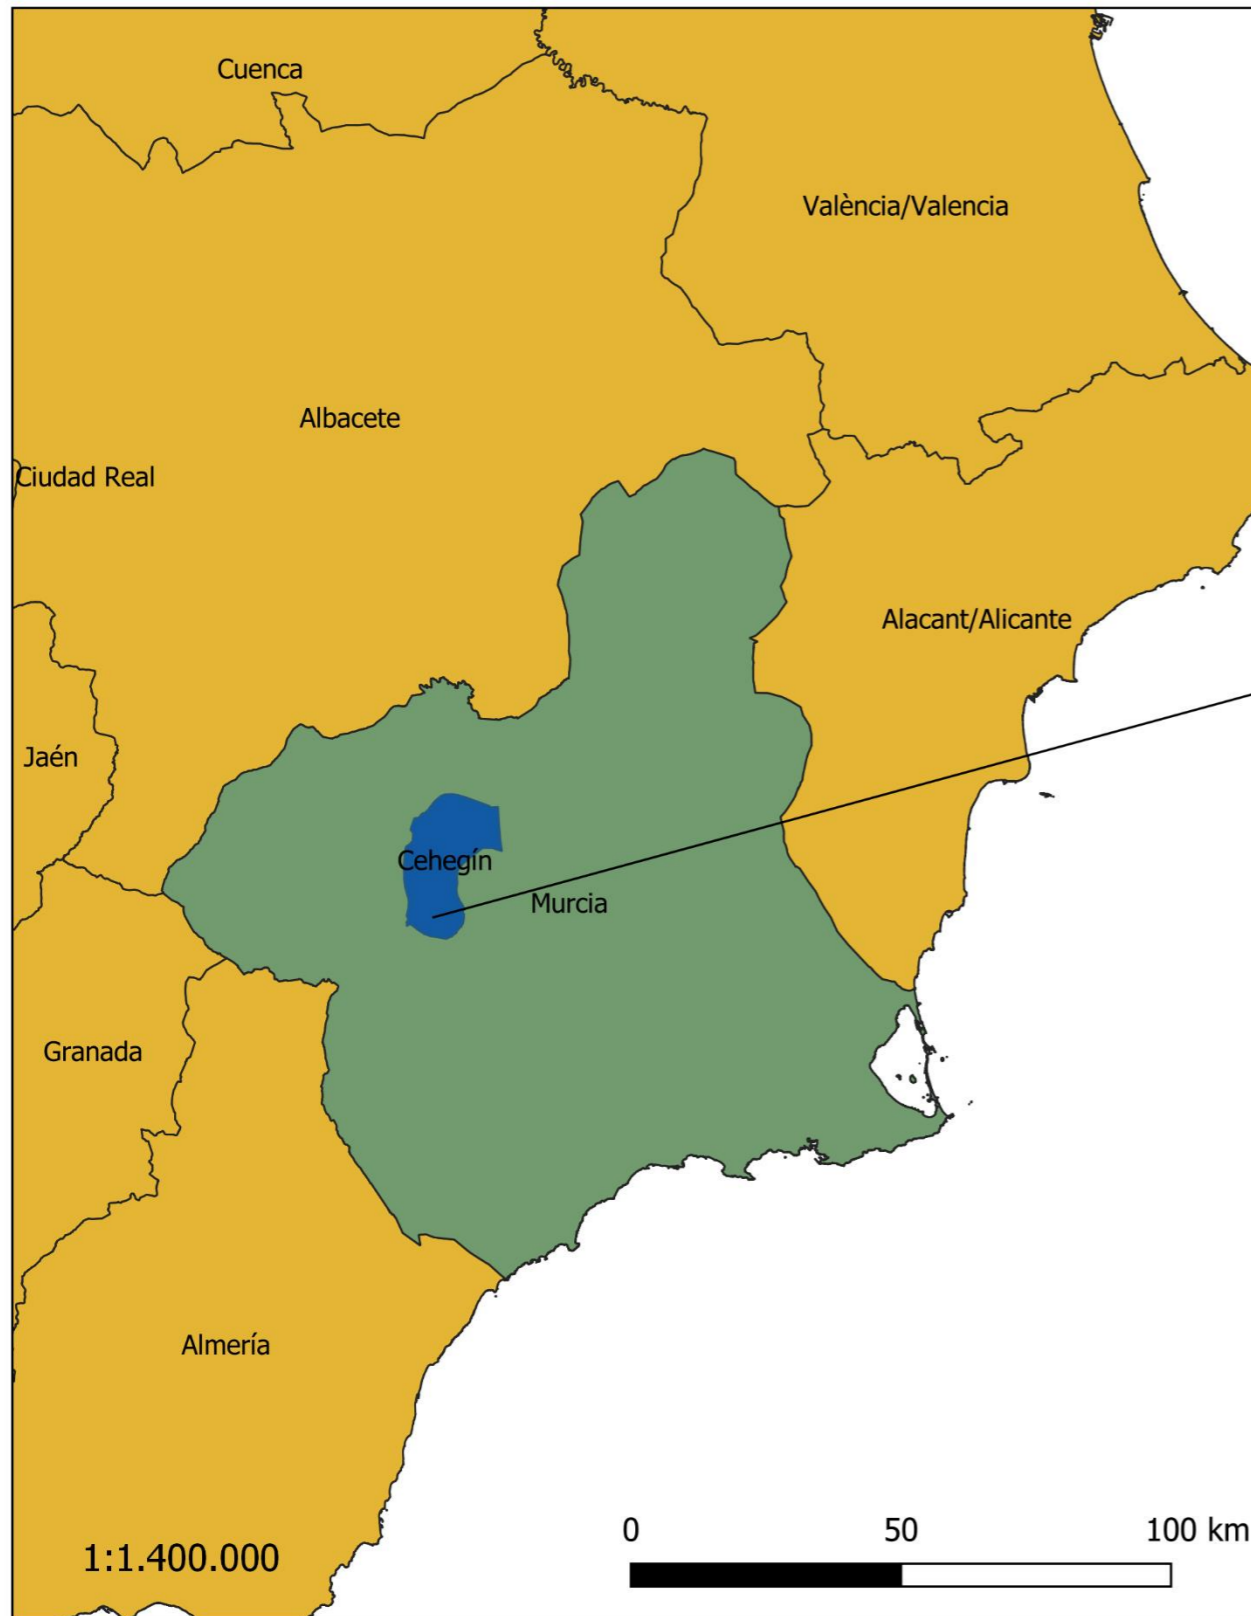 Cuenca
València/Valencia
Albacete
Ciudad Real
Alacant/Alicante
Jaén
Cehegín
Murcia
Granada
Almería
0 50 100 km
1:1.400.000